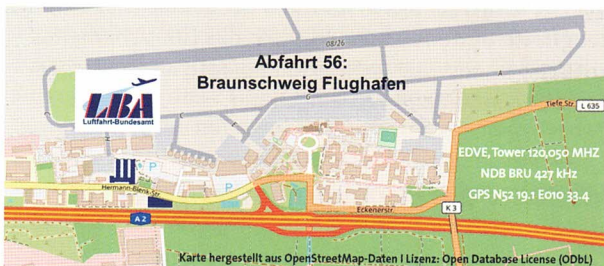 08/26
Abfahrt 56:
Braunschweig Flughafen
LBA
Luftfahrt-Bundesamt
A
Tiefe Str
L 635
EDVE, Tower 120,050 MHZ
NDB BRU 427 kHz
GPS N52 19.1 E010 33.4
P
P
Hermann-Blenk-Str.
Eckenerstr.
K 3
A 2
Karte hergestellt aus OpenStreetMap-Daten I Lizenz: Open Database License (ODbL)